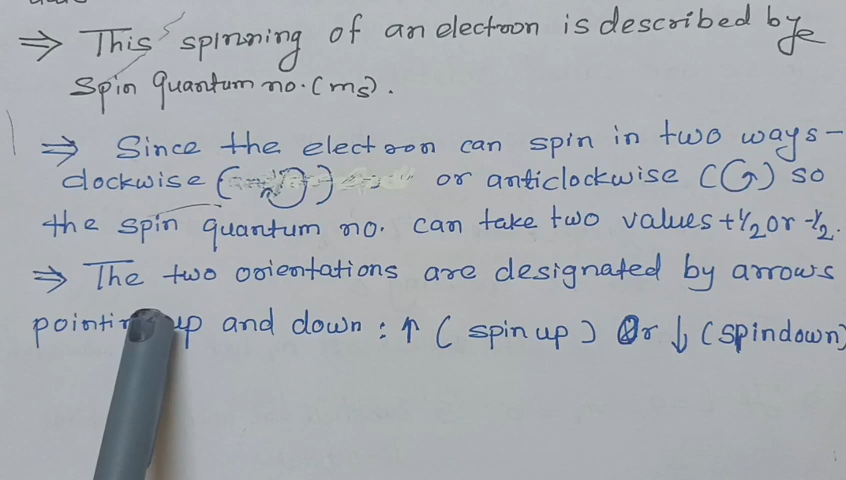 ⇒ This spinning of an electron is described by
Spin Quantum no. (ms).
⇒ Since the electron can spin in two ways-
clockwise ( ) or anticlockwise ( ) so
the spin quantum no. can take two values +1/2 or -1/2.
⇒ The two orientations are designated by arrows
pointin up and down : ↑ ( spin up ) Or ↓ (spindown)